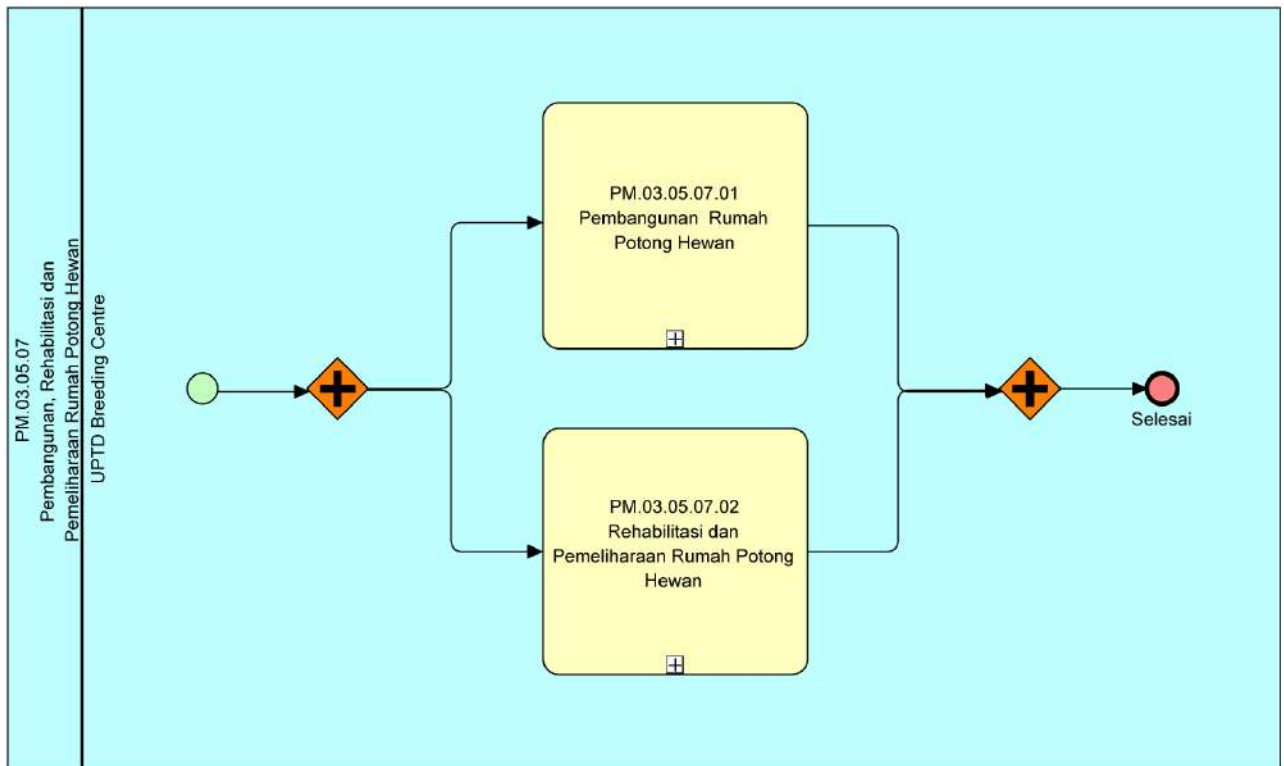 PM.03.05.07
Pembangunan, Rehabilitasi dan
Pemeliharaan Rumah Potong Hewan
UPTD Breeding Centre
PM.03.05.07.01
Pembangunan Rumah
Potong Hewan
PM.03.05.07.02
Rehabilitasi dan
Pemeliharaan Rumah Potong
Hewan
Selesai